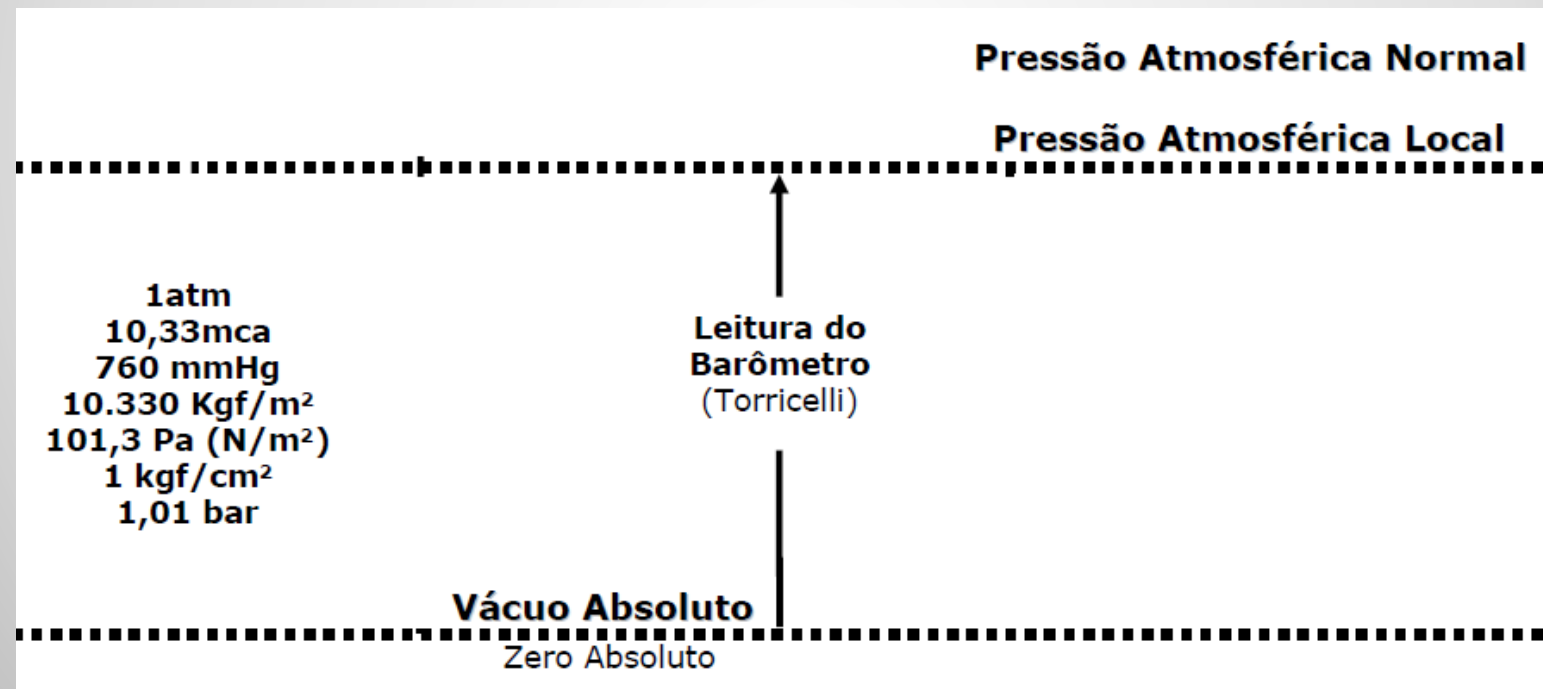 Pressão Atmosférica Normal
Pressão Atmosférica Local
1atm
10,33mca
760 mmHg
10.330 Kgf/m²
101,3 Pa (N/m²)
1 kgf/cm²
1,01 bar
Leitura do
Barômetro
(Torricelli)
Vácuo Absoluto
Zero Absoluto